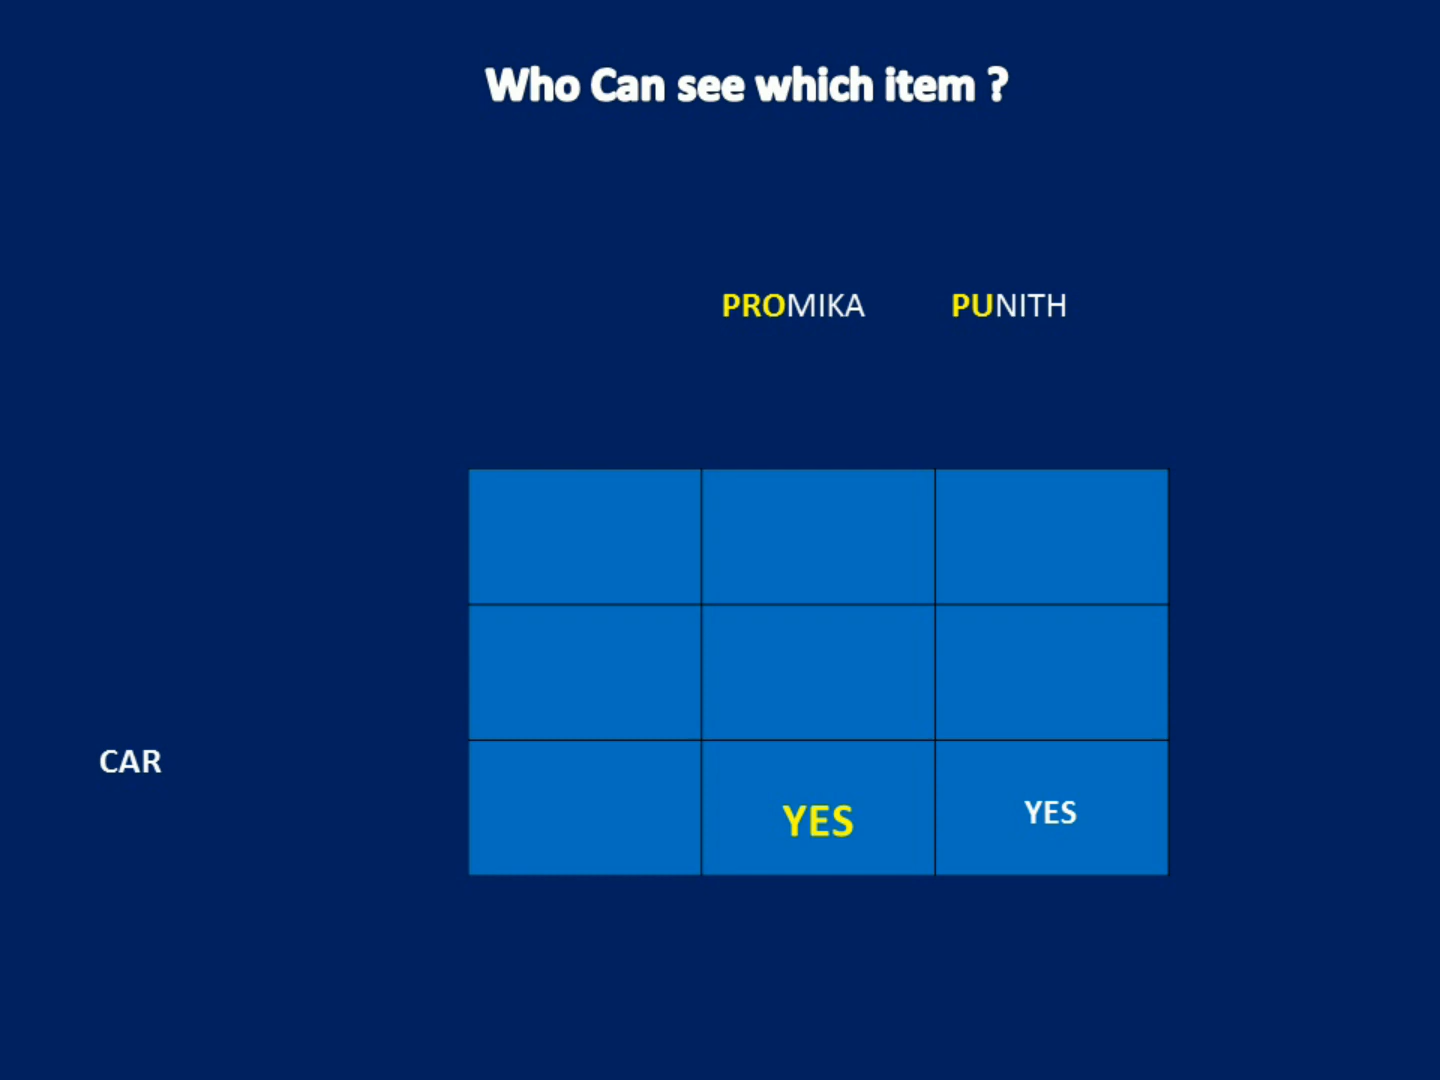 Who Can see which item ?
PROMIKA PUNITH
CAR
YES YES